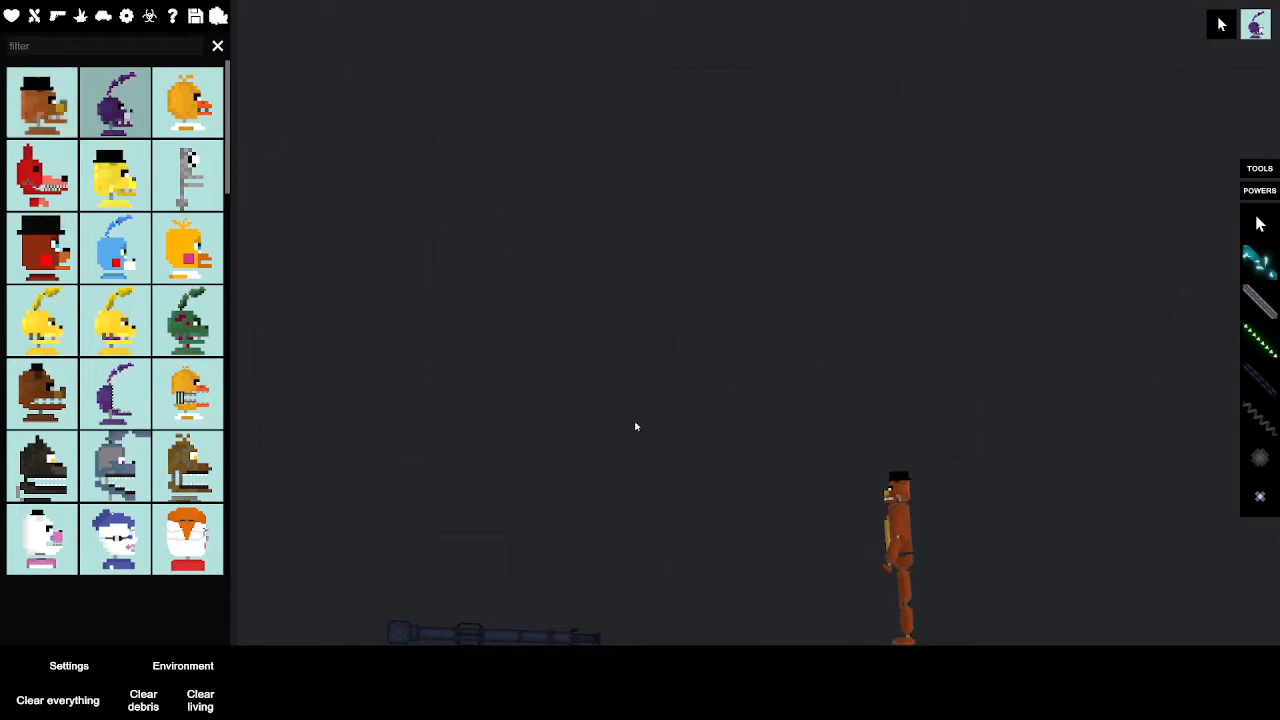 filter
TOOLS
POWERS
Settings
Environment
Clear everything
Clear
debris
Clear
living